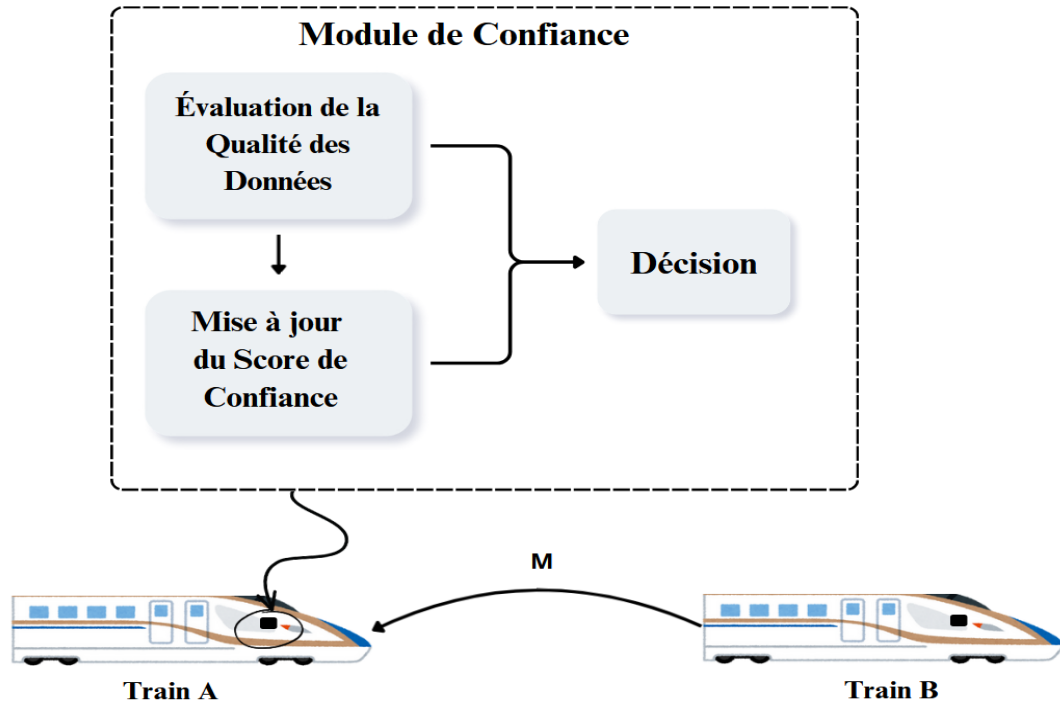 Module de Confiance
Évaluation de la
Qualité des
Données
Mise à jour
du Score de
Confiance
Décision
M
Train A
Train B